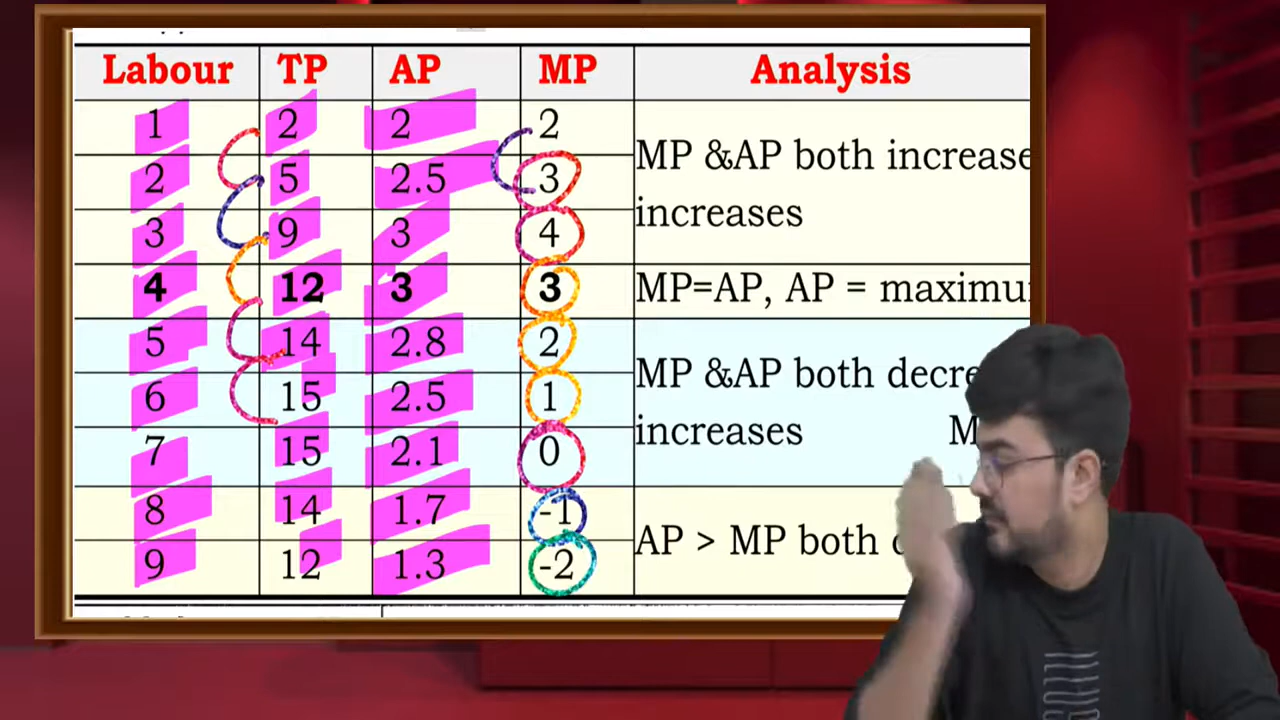 Labour TP AP MP Analysis
1 2 2 2
MP &AP both increase
2 5 2.5 3
increases
3 9 3 4
4 12 3 3 MP=AP, AP =
5 14 2.8 2
MP &AP both
6 15 2.5 1
increases M
7 15 2.1 0
8 14 1.7 -1
AP > MP both
9 12 1.3 -2